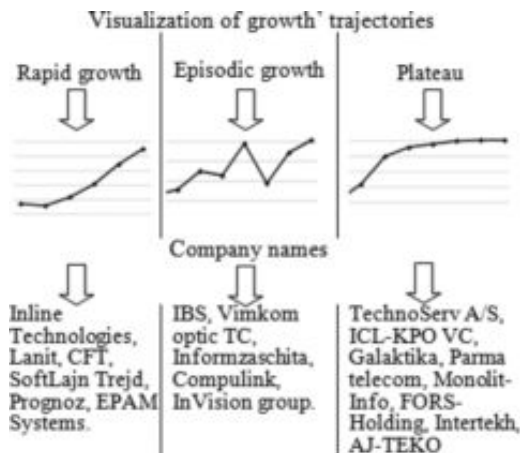 Visualization of growth' trajectories
Rapid growth
Episodic growth
Plateau
Company names
Inline
Technologies,
Lanit, CFT,
SoftLajn Trejd,
Prognoz, EPAM
Systems.
IBS, Vimkom
optic TC,
Informzaschita,
Compulink,
InVision group.
TechnoServ A/S,
ICL-KPO VC,
Galaktika, Parma
telecom, Monolit-
Info, FORS-
Holding, Intertekh,
AJ-TEKO